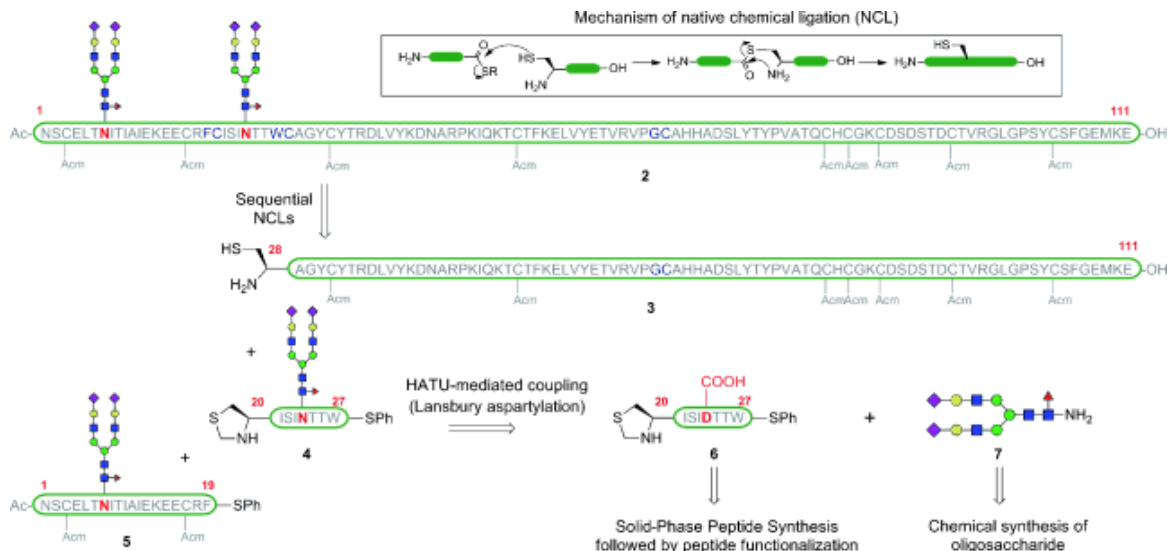 Mechanism of native chemical ligation (NCL)
H₂N
O
SR
HS
H₂N
OH
H₂N
S
O
NH₂
OH
HS
H₂N
OH
1
111
Ac-NSCELTNITIAIEKEECRFCISINTTWCAGYCYTRDLVYKDNARPKIQKTCTFKELVYETVRVPGCAHHADSLYTYPVATQCHCGKCDSDSTDCTVRGLGPSYCSFGEMKE-OH
Acm Acm Acm Acm Acm Acm Acm Acm Acm
2
Sequential
NCLs
HS
28
111
H₂N
AGYCYTRDLVYKDNARPKIQKTCTFKELVYETVRVPGCAHHADSLYTYPVATQCHCGKCDSDSTDCTVRGLGPSYCSFGEMKE-OH
Acm Acm Acm Acm Acm Acm Acm
3
+
20 27
S
NH
ISINTTW
SPh
4
HATU-mediated coupling
(Lansbury aspartylation)
COOH
20 27
S
NH
ISIDTTW
SPh
6
+
NH₂
7
+
1 19
Ac-NSCELTNITIAIEKEECRF-SPh
Acm Acm
5
Solid-Phase Peptide Synthesis
followed by peptide functionalization
Chemical synthesis of
oligosaccharide